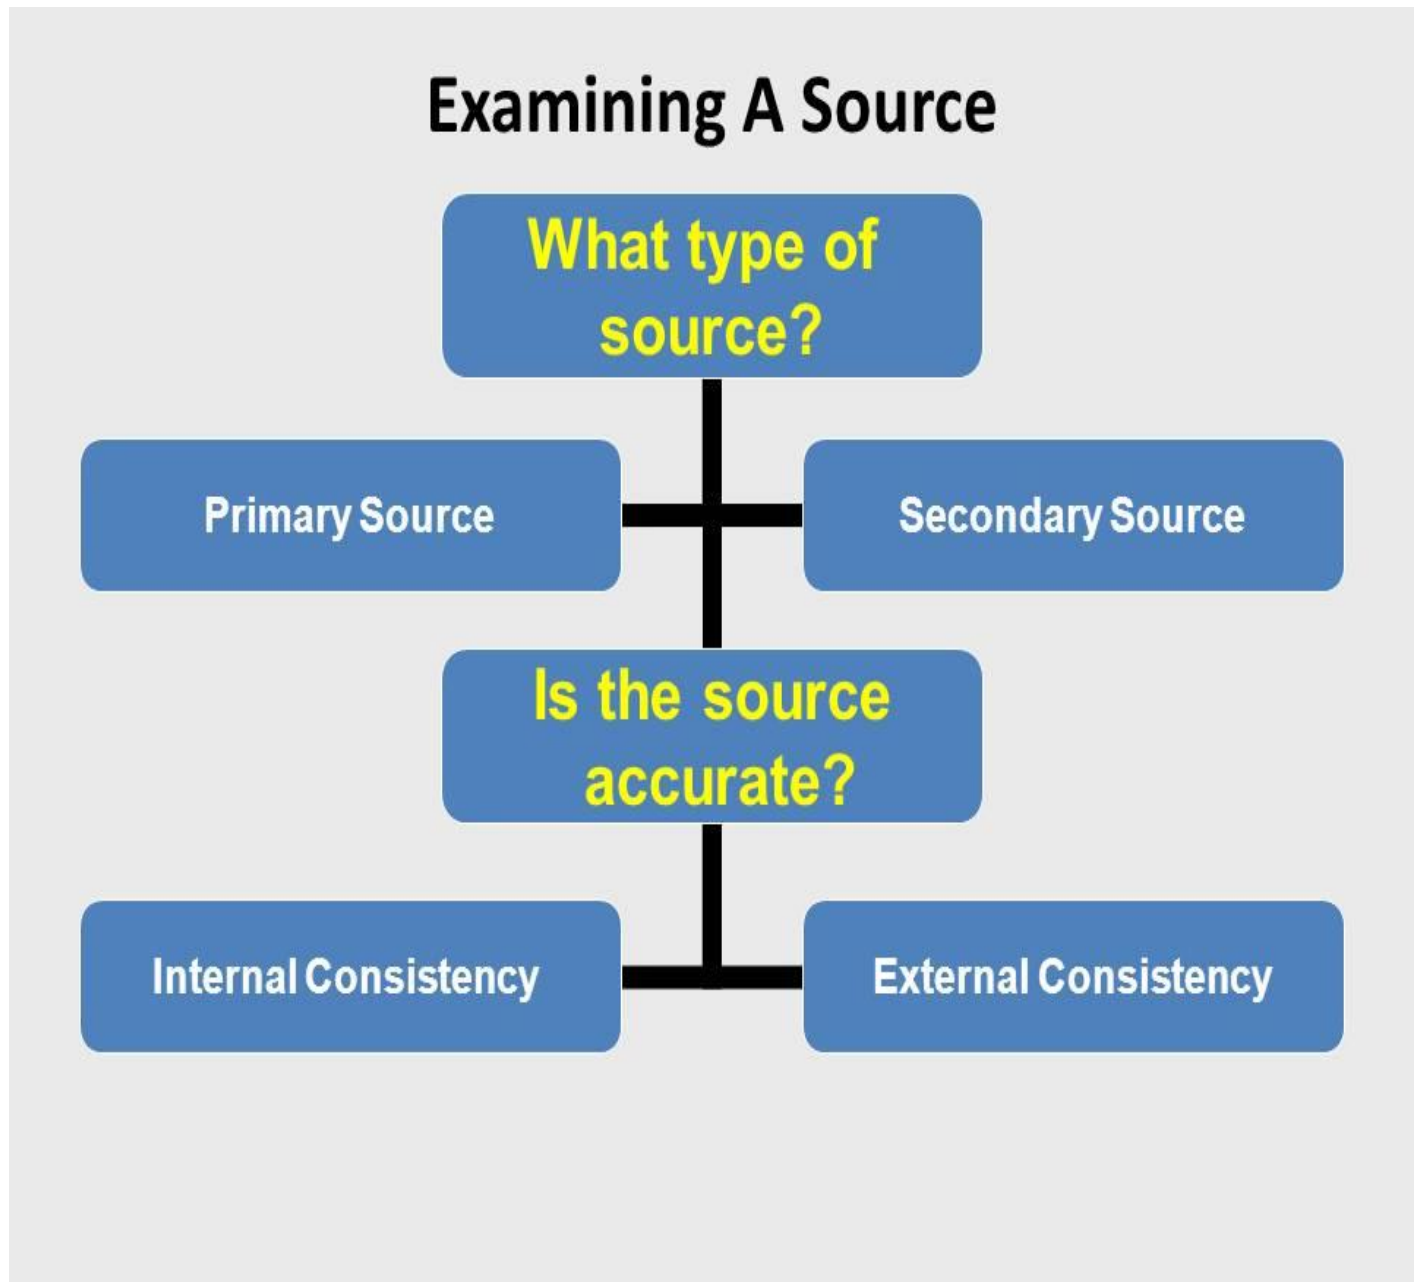 Examining A Source
What type of
source?
Primary Source
Secondary Source
Is the source
accurate?
Internal Consistency
External Consistency